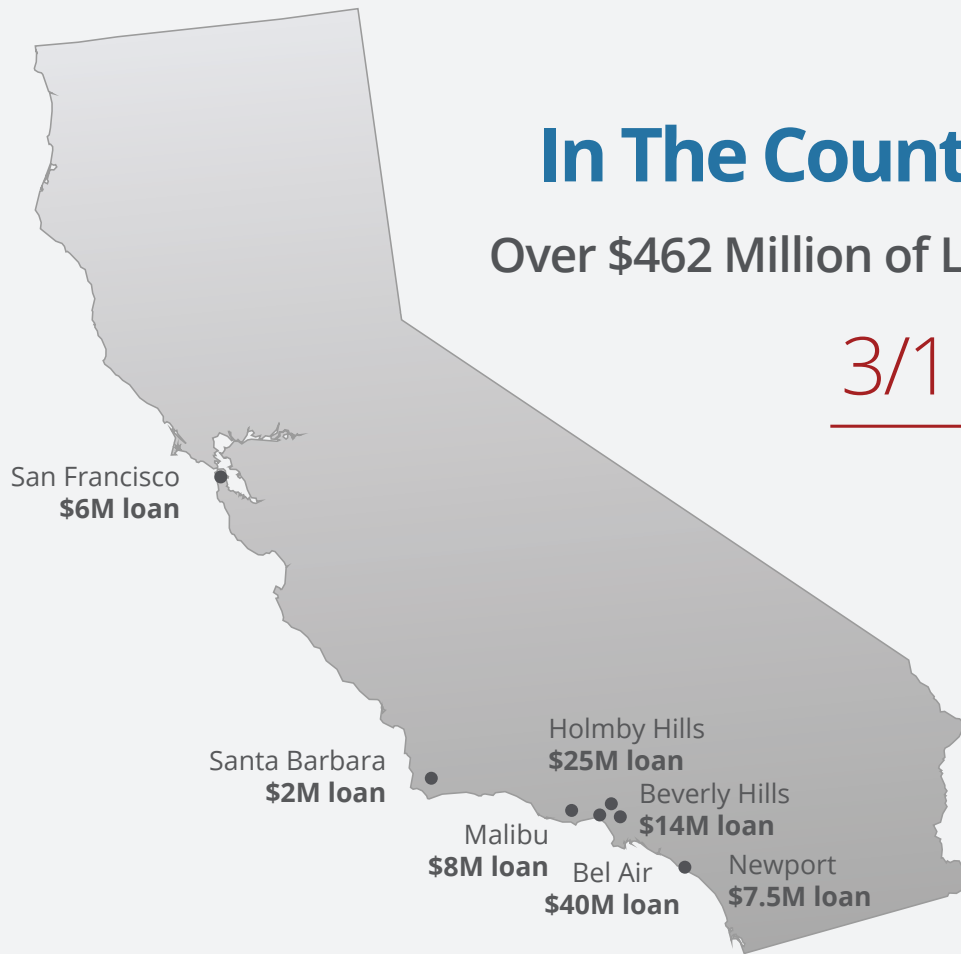 In The Count
Over $462 Million of L
3/1
San Francisco
$6M loan
Holmby Hills
$25M loan
Santa Barbara
$2M loan
Beverly Hills
$14M loan
Malibu
$8M loan
Bel Air
$40M loan
Newport
$7.5M loan